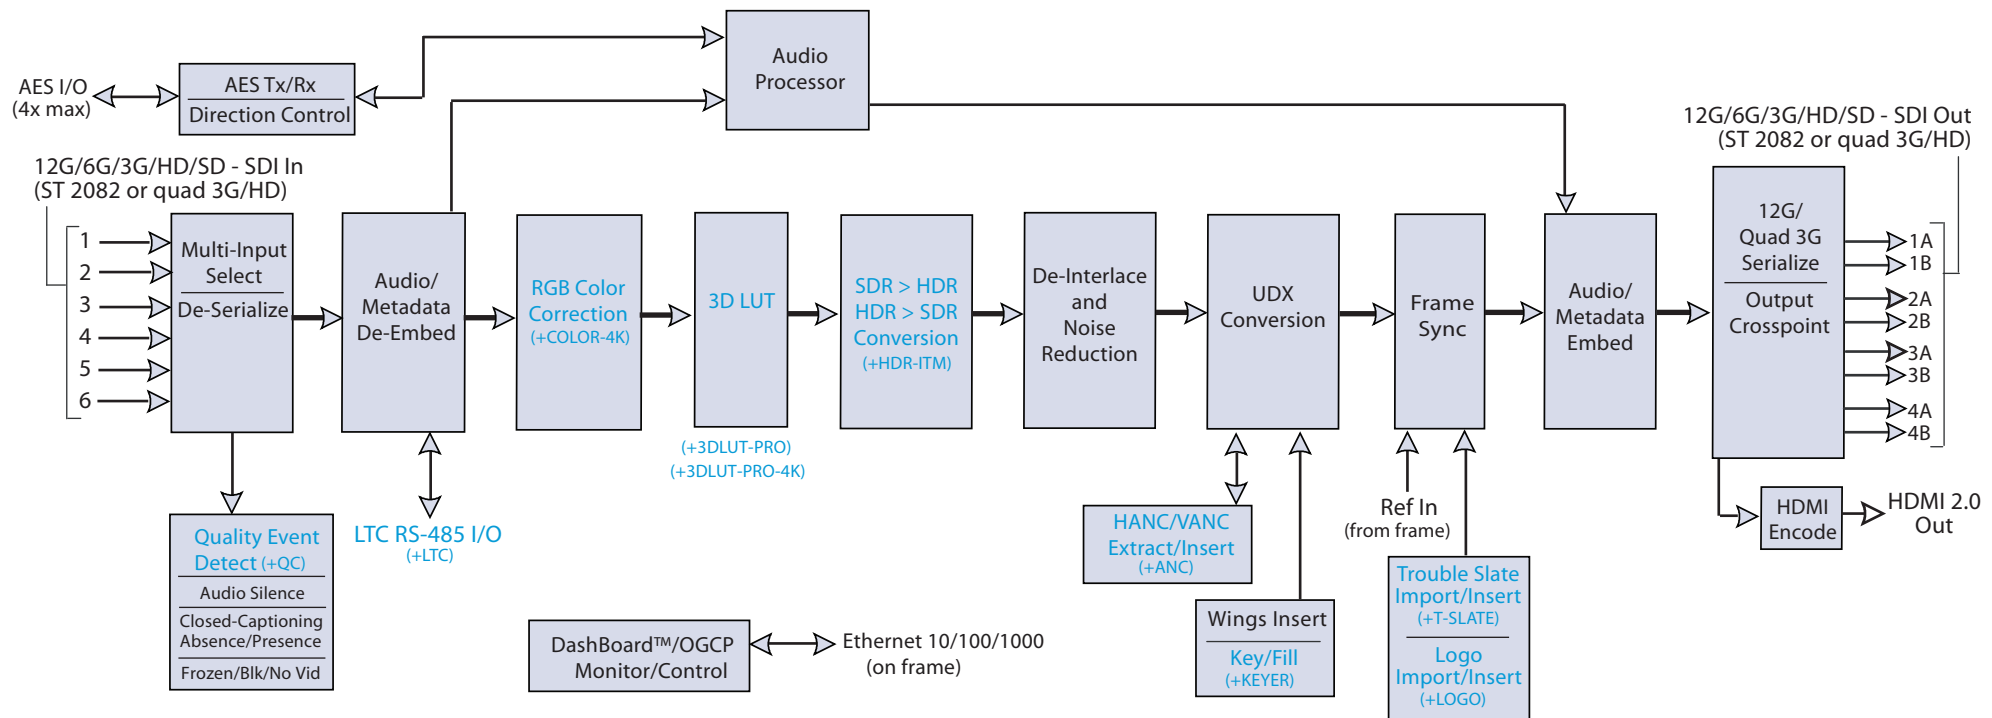 AES I/O
(4x max)
AES Tx/Rx
Direction Control
Audio
Processor
12G/6G/3G/HD/SD - SDI In
(ST 2082 or quad 3G/HD)
1
2
3
4
5
6
Multi-Input
Select
De-Serialize
Audio/
Metadata
De-Embed
RGB Color
Correction
(+COLOR-4K)
3D LUT
(+3DLUT-PRO)
(+3DLUT-PRO-4K)
SDR > HDR
HDR > SDR
Conversion
(+HDR-ITM)
De-Interlace
and
Noise
Reduction
UDX
Conversion
Frame
Sync
Audio/
Metadata
Embed
12G/6G/3G/HD/SD - SDI Out
(ST 2082 or quad 3G/HD)
12G/
Quad 3G
Serialize
Output
Crosspoint
1A
1B
2A
2B
3A
3B
4A
4B
HDMI
Encode
HDMI 2.0
Out
Quality Event
Detect (+QC)
Audio Silence
Closed-Captioning
Absence/Presence
Frozen/Blk/No Vid
LTC RS-485 I/O
(+LTC)
DashBoard™/OGCP
Monitor/Control
Ethernet 10/100/1000
(on frame)
HANC/VANC
Extract/Insert
(+ANC)
Wings Insert
Key/Fill
(+KEYER)
Ref In
(from frame)
Trouble Slate
Import/Insert
(+T-SLATE)
Logo
Import/Insert
(+LOGO)